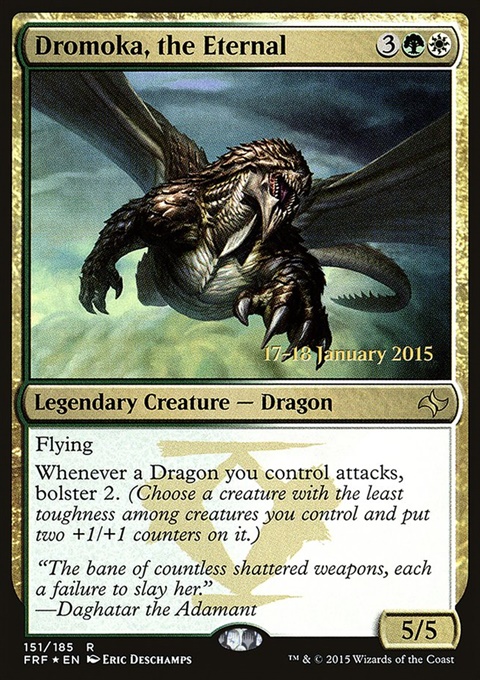 Dromoka, the Eternal 3
17-18 January 2015
Legendary Creature — Dragon
Flying
Whenever a Dragon you control attacks,
bolster 2. (Choose a creature with the least
toughness among creatures you control and put
two +1/+1 counters on it.)
“The bane of countless shattered weapons, each
a failure to slay her.”
—Daghatar the Adamant
5/5
151/185 R
FRF ★ EN Eric Deschamps
™ & © 2015 Wizards of the Coast